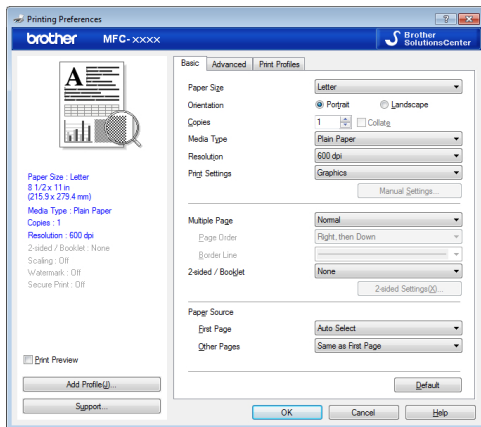 Printing Preferences
brother MFC-xxxx
Brother
SolutionsCenter
Basic Advanced Print Profiles
A
Paper Size : Letter
8 1/2 x 11 in
(215.9 x 279.4 mm)
Media Type : Plain Paper
Copies : 1
Resolution : 600 dpi
2-sided / Booklet : None
Scaling : Off
Watermark : Off
Secure Print : Off
Print Preview
Add Profile(J)...
Support...
Paper Size Letter
Orientation Portrait Landscape
Copies 1 Collate
Media Type Plain Paper
Resolution 600 dpi
Print Settings Graphics
Manual Settings...
Multiple Page Normal
Page Order Right, then Down
Border Line
2-sided / Booklet None
2-sided Settings(X)...
Paper Source
First Page Auto Select
Other Pages Same as First Page
Default
OK Cancel Help